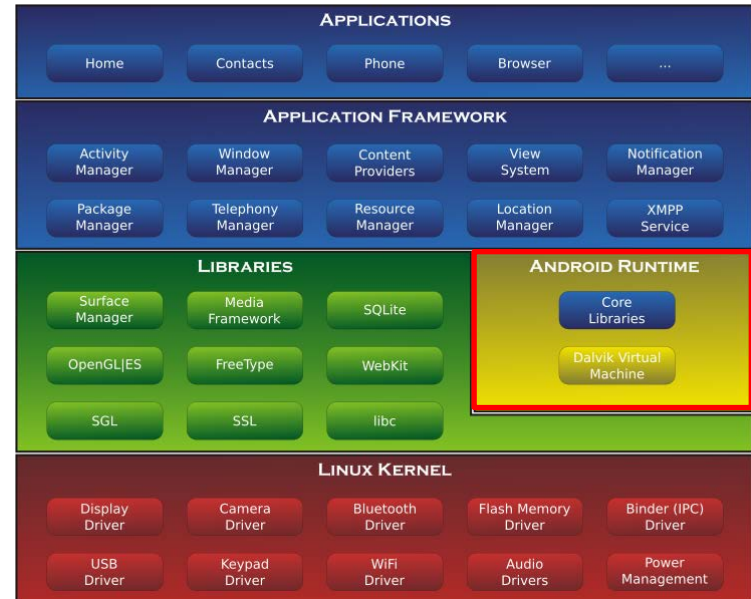 APPLICATIONS
Home
Contacts
Phone
Browser
...
APPLICATION FRAMEWORK
Activity
Manager
Window
Manager
Content
Providers
View
System
Notification
Manager
Package
Manager
Telephony
Manager
Resource
Manager
Location
Manager
XMPP
Service
LIBRARIES
Surface
Manager
Media
Framework
SQLite
OpenGL|ES
FreeType
WebKit
SGL
SSL
libc
ANDROID RUNTIME
Core
Libraries
Dalvik Virtual
Machine
LINUX KERNEL
Display
Driver
Camera
Driver
Bluetooth
Driver
Flash Memory
Driver
Binder (IPC)
Driver
USB
Driver
Keypad
Driver
WiFi
Driver
Audio
Drivers
Power
Management